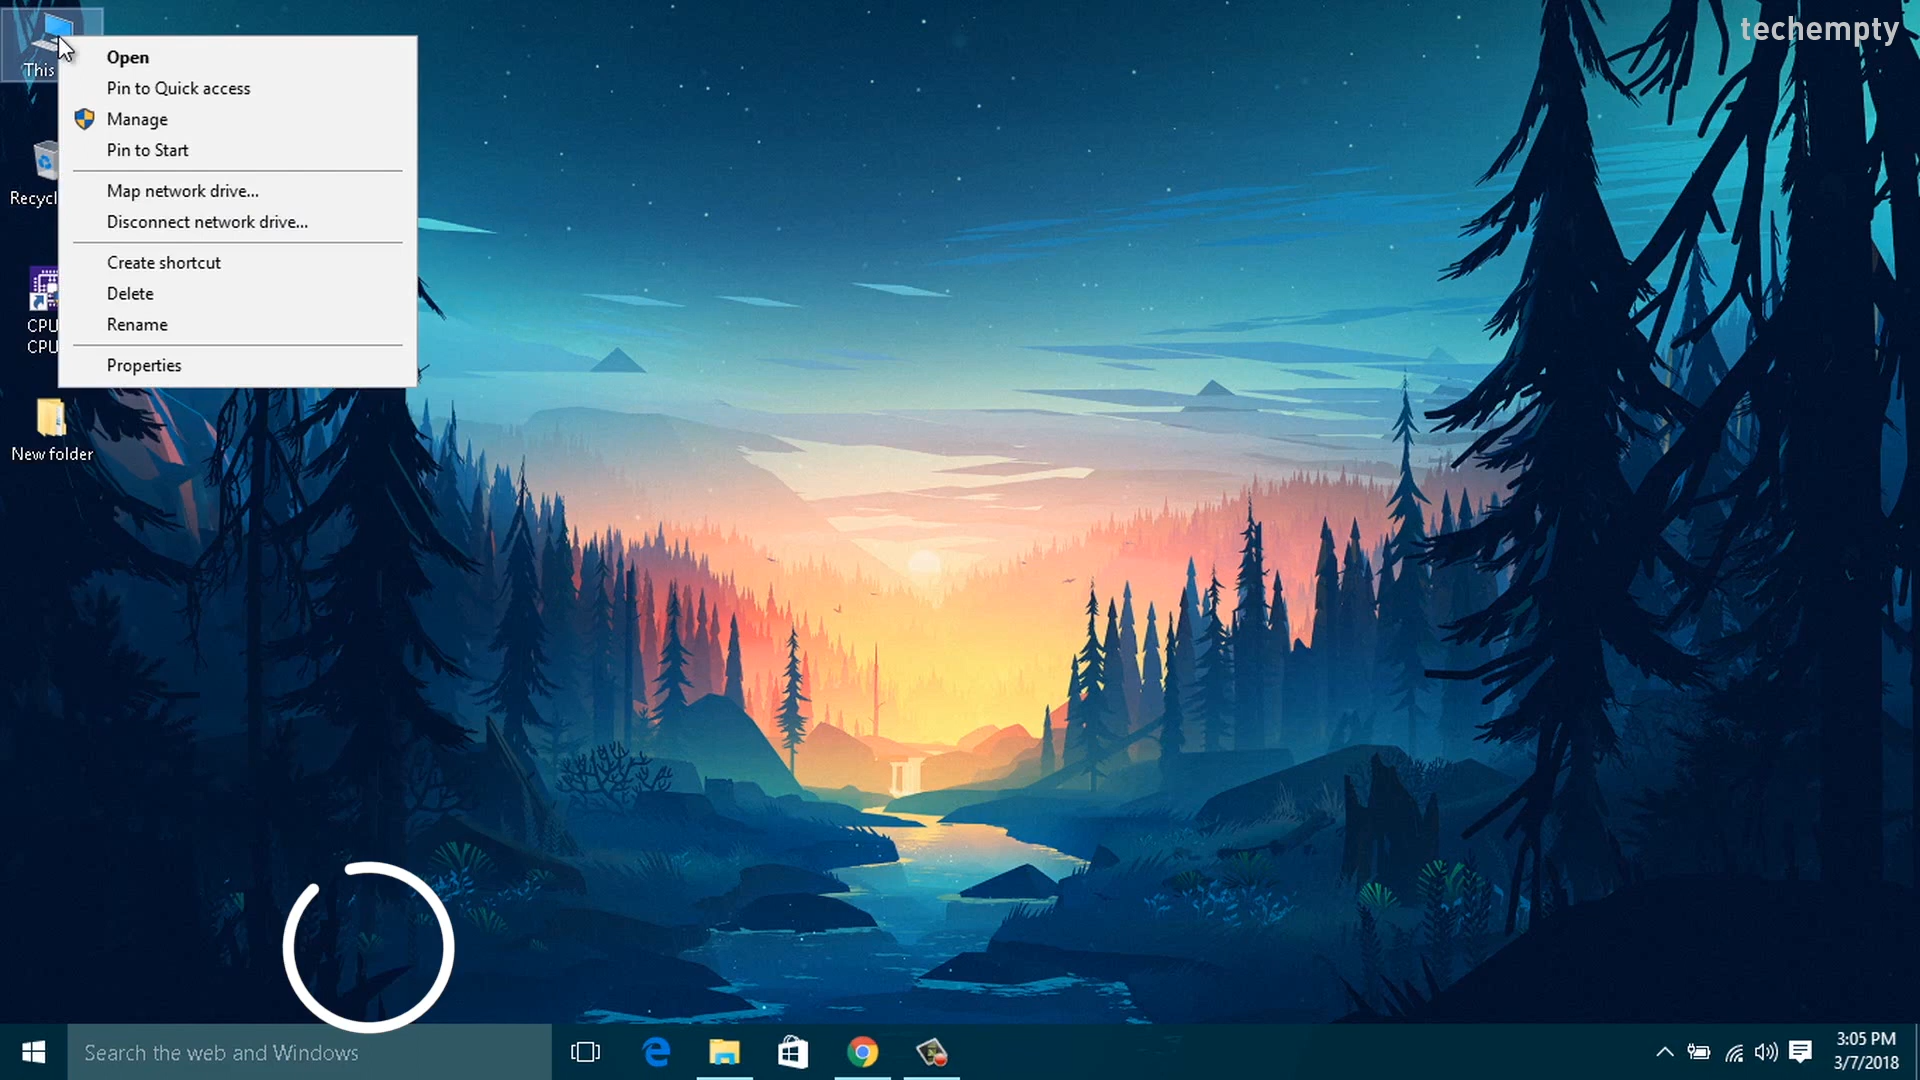 techempty
This
Open
Pin to Quick access
Manage
Pin to Start
Map network drive...
Disconnect network drive...
Create shortcut
Delete
Rename
Properties
Recycl
CPU
CPU
New folder
Search the web and Windows
3:05 PM
3/7/2018